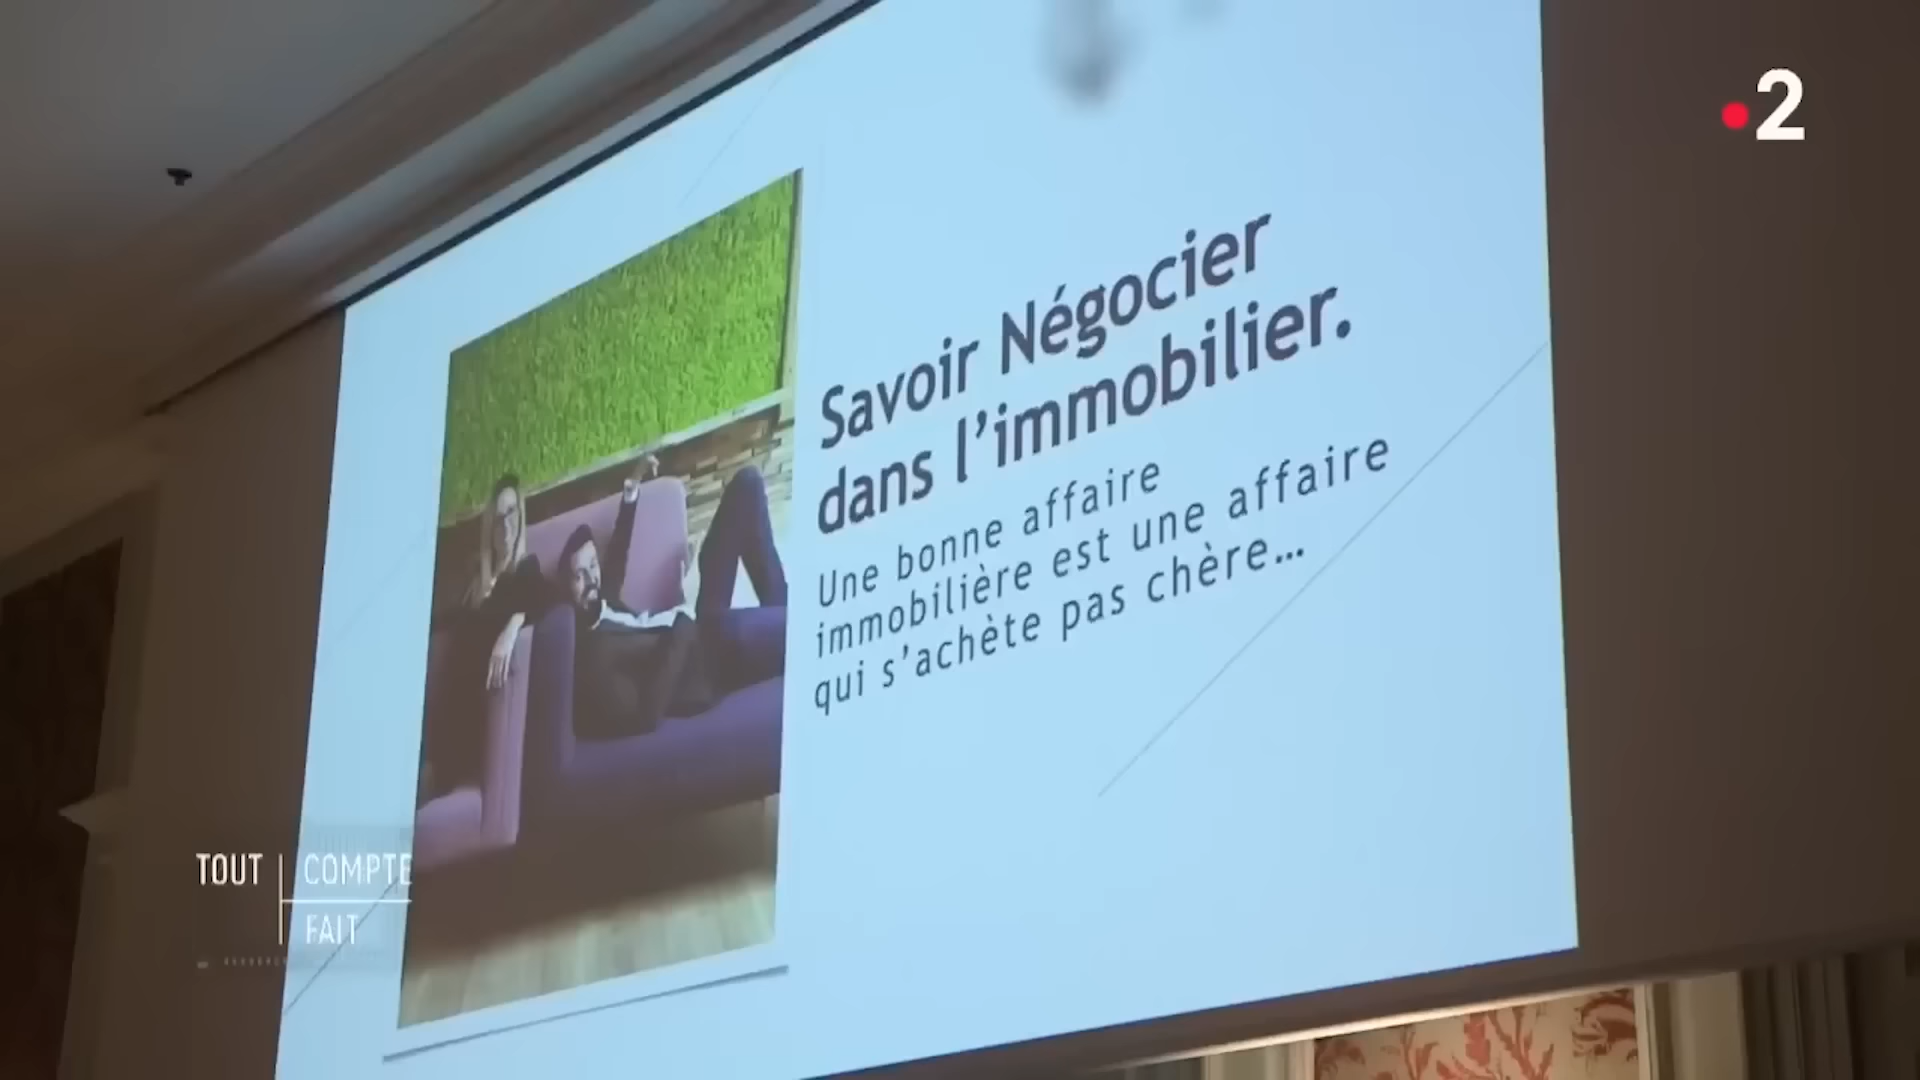 2
Savoir Négocier
dans l'immobilier.
Une bonne affaire
immobilière est une affaire
qui s'achète pas chère...
TOUT COMPTE
FAIT